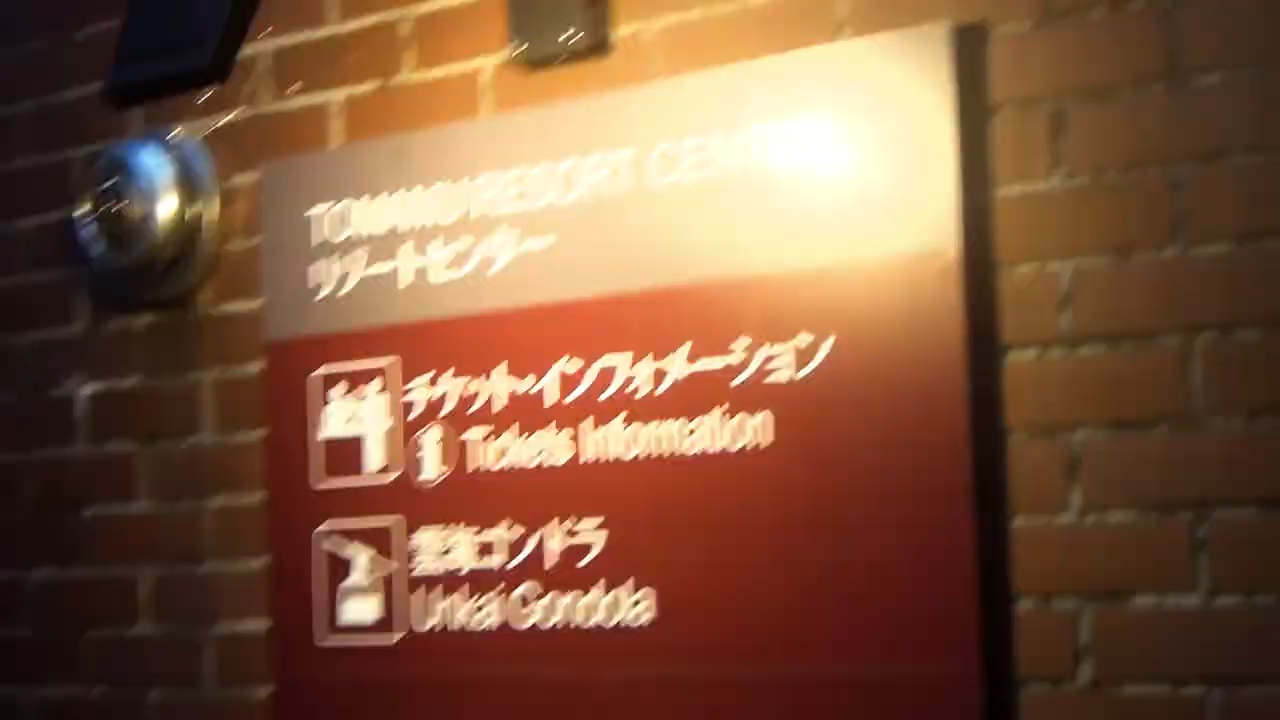 TOMAMU RESORT CENTER
リゾートセンター
チケット・インフォメーション
i Tickets Information
雲海ゴンドラ
Unkai Gondola